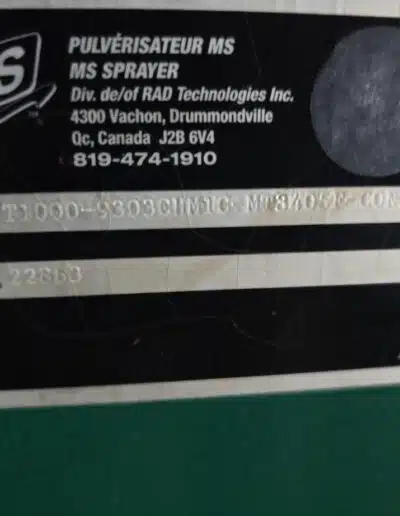 S
PULVÉRISATEUR MS
MS SPRAYER
Div. de/of RAD Technologies Inc.
4300 Vachon, Drummondville
Qc, Canada J2B 6V4
819-474-1910
22863